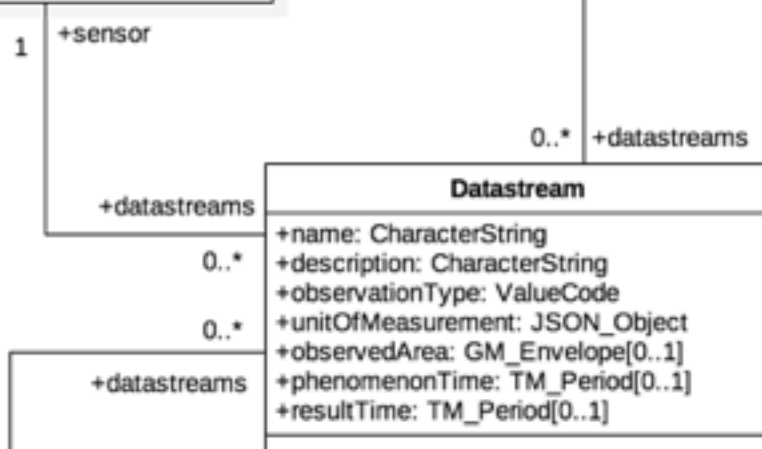 +sensor
1
0..*
+datastreams
Datastream
+datastreams
+name: CharacterString
0..*
+description: CharacterString
+observationType: ValueCode
0..*
+unitOfMeasurement: JSON_Object
+observedArea: GM_Envelope[0..1]
+datastreams
+phenomenonTime: TM_Period[0..1]
+resultTime: TM_Period[0..1]